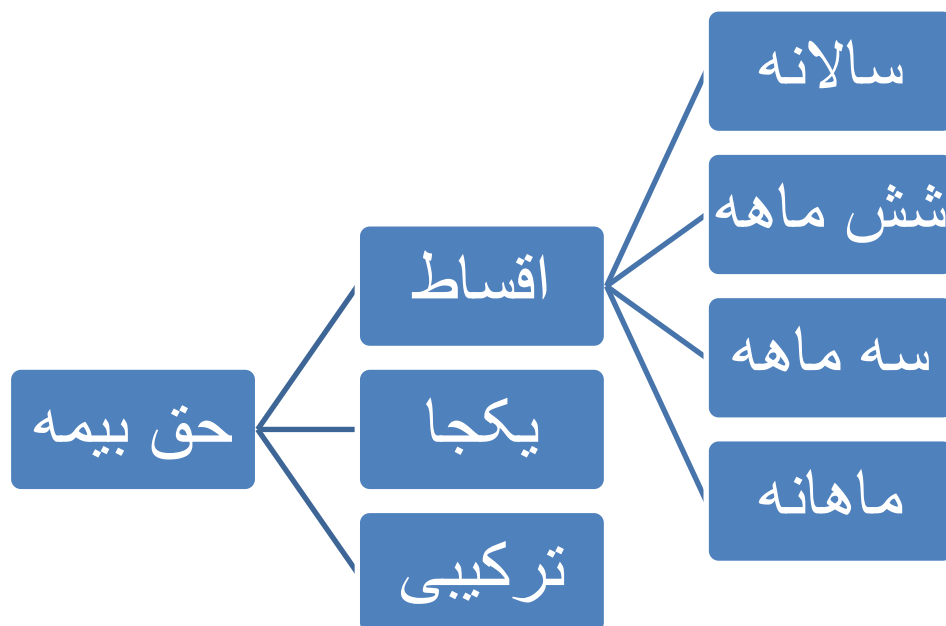 حق بیمه
اقساط
یکجا
ترکیبی
سالانه
شش ماهه
سه ماهه
ماهانه